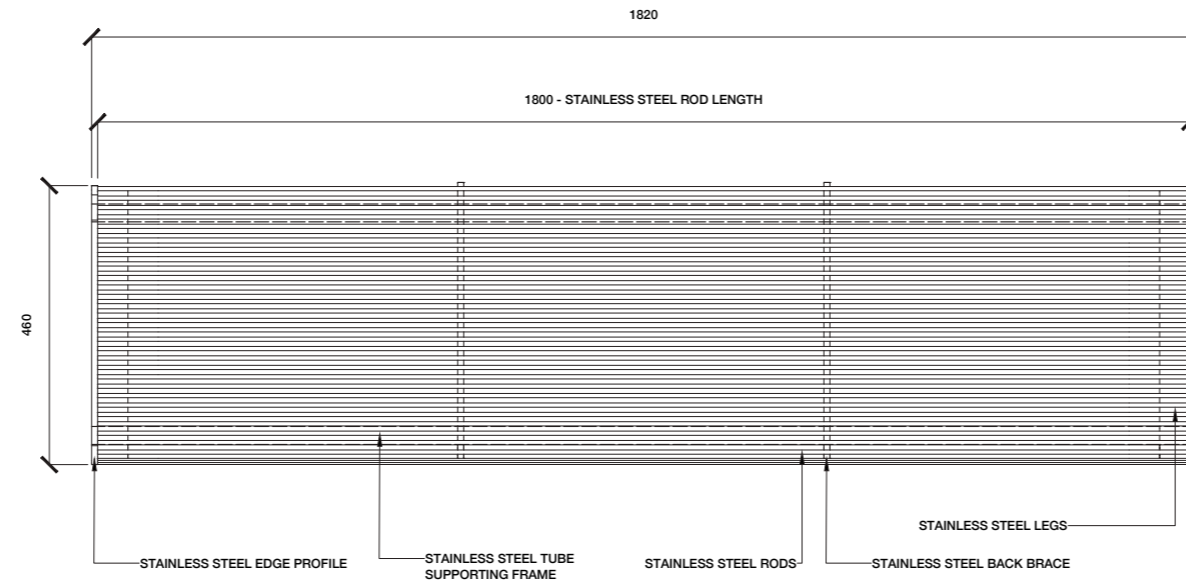 1820
1800 - STAINLESS STEEL ROD LENGTH
460
STAINLESS STEEL LEGS
STAINLESS STEEL EDGE PROFILE
STAINLESS STEEL TUBE
SUPPORTING FRAME
STAINLESS STEEL RODS
STAINLESS STEEL BACK BRACE